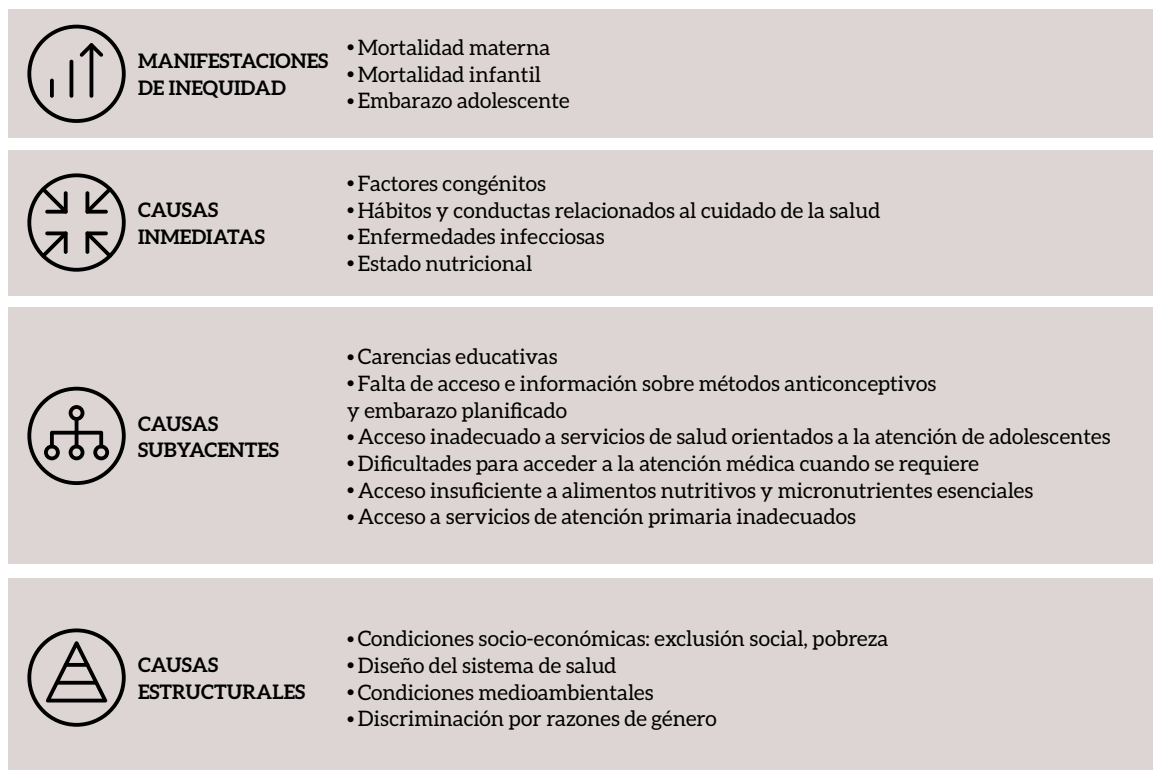 MANIFESTACIONES
DE INEQUIDAD
• Mortalidad materna
• Mortalidad infantil
• Embarazo adolescente
CAUSAS
INMEDIATAS
• Factores congénitos
• Hábitos y conductas relacionados al cuidado de la salud
• Enfermedades infecciosas
• Estado nutricional
CAUSAS
SUBYACENTES
• Carencias educativas
• Falta de acceso e información sobre métodos anticonceptivos
y embarazo planificado
• Acceso inadecuado a servicios de salud orientados a la atención de adolescentes
• Dificultades para acceder a la atención médica cuando se requiere
• Acceso insuficiente a alimentos nutritivos y micronutrientes esenciales
• Acceso a servicios de atención primaria inadecuados
CAUSAS
ESTRUCTURALES
• Condiciones socio-económicas: exclusión social, pobreza
• Diseño del sistema de salud
• Condiciones medioambientales
• Discriminación por razones de género